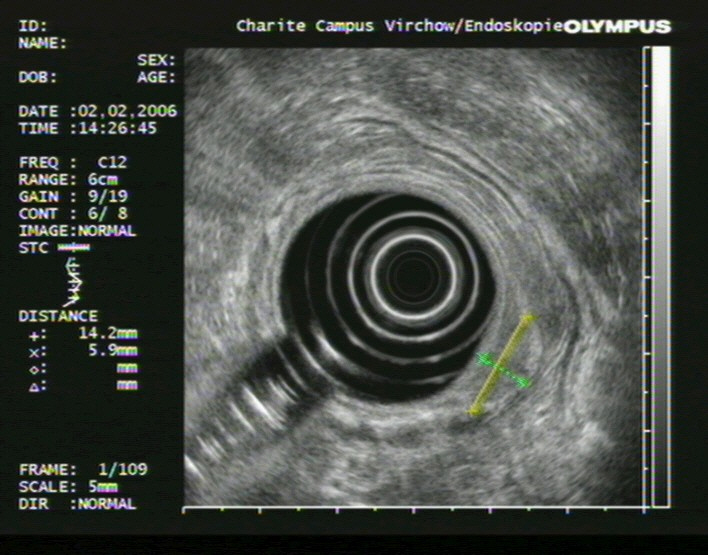 ID:
Charite Campus Virchow/Endoskopie OLYMPUS
NAME:
SEX:
DOB: AGE:
DATE :02.02.2006
TIME :14:26:45
FREQ : C12
RANGE: 6cm
GAIN : 9/19
CONT : 6/ 8
IMAGE:NORMAL
STC
DISTANCE
+: 14.2mm
×: 5.9mm
◇: mm
△: mm
FRAME: 1/109
SCALE: 5mm
DIR :NORMAL